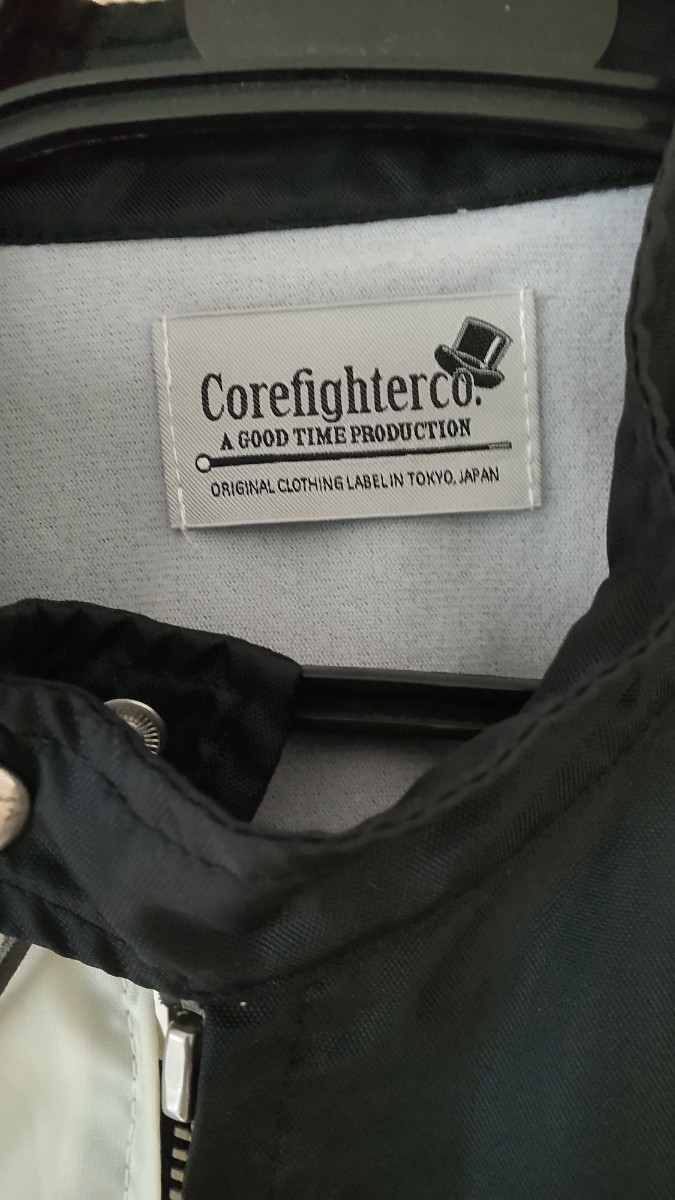 Corefighterco.
A GOOD TIME PRODUCTION
ORIGINAL CLOTHING LABEL IN TOKYO, JAPAN